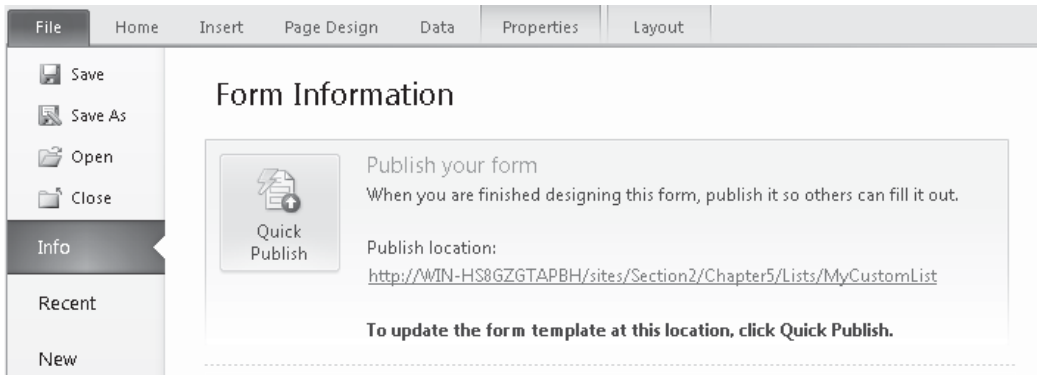 File Home Insert Page Design Data Properties Layout
Save
Save As
Open
Close
Info
Recent
New
Form Information
Quick
Publish
Publish your form
When you are finished designing this form, publish it so others can fill it out.
Publish location:
http://WIN-HS8GZGTAPBH/sites/Section2/Chapter5/Lists/MyCustomList
To update the form template at this location, click Quick Publish.